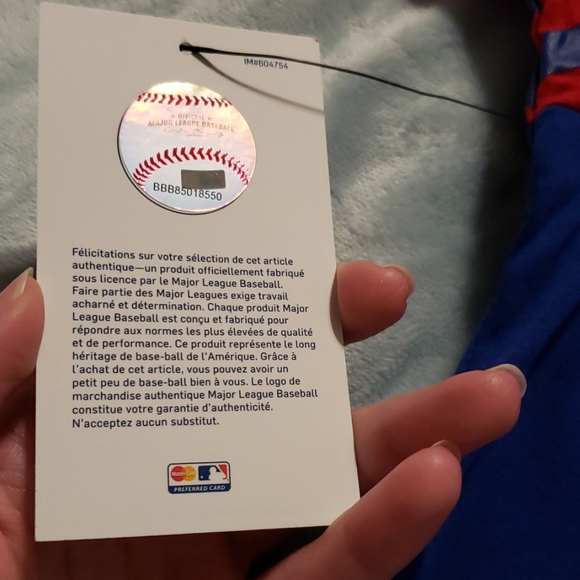 IM#604754
OFFICIAL
MAJOR LEAGUE BASEBALL
BBB85018550
Félicitations sur votre sélection de cet article
authentique—un produit officiellement fabriqué
sous licence par le Major League Baseball.
Faire partie des Major Leagues exige travail
acharné et détermination. Chaque produit Major
League Baseball est conçu et fabriqué pour
répondre aux normes les plus élevées de qualité
et de performance. Ce produit représente le long
héritage de base-ball de l'Amérique. Grâce à
l'achat de cet article, vous pouvez avoir un
petit peu de base-ball bien à vous. Le logo de
marchandise authentique Major League Baseball
constitue votre garantie d'authenticité.
N'acceptez aucun substitut.
MasterCard
PREFERRED CARD